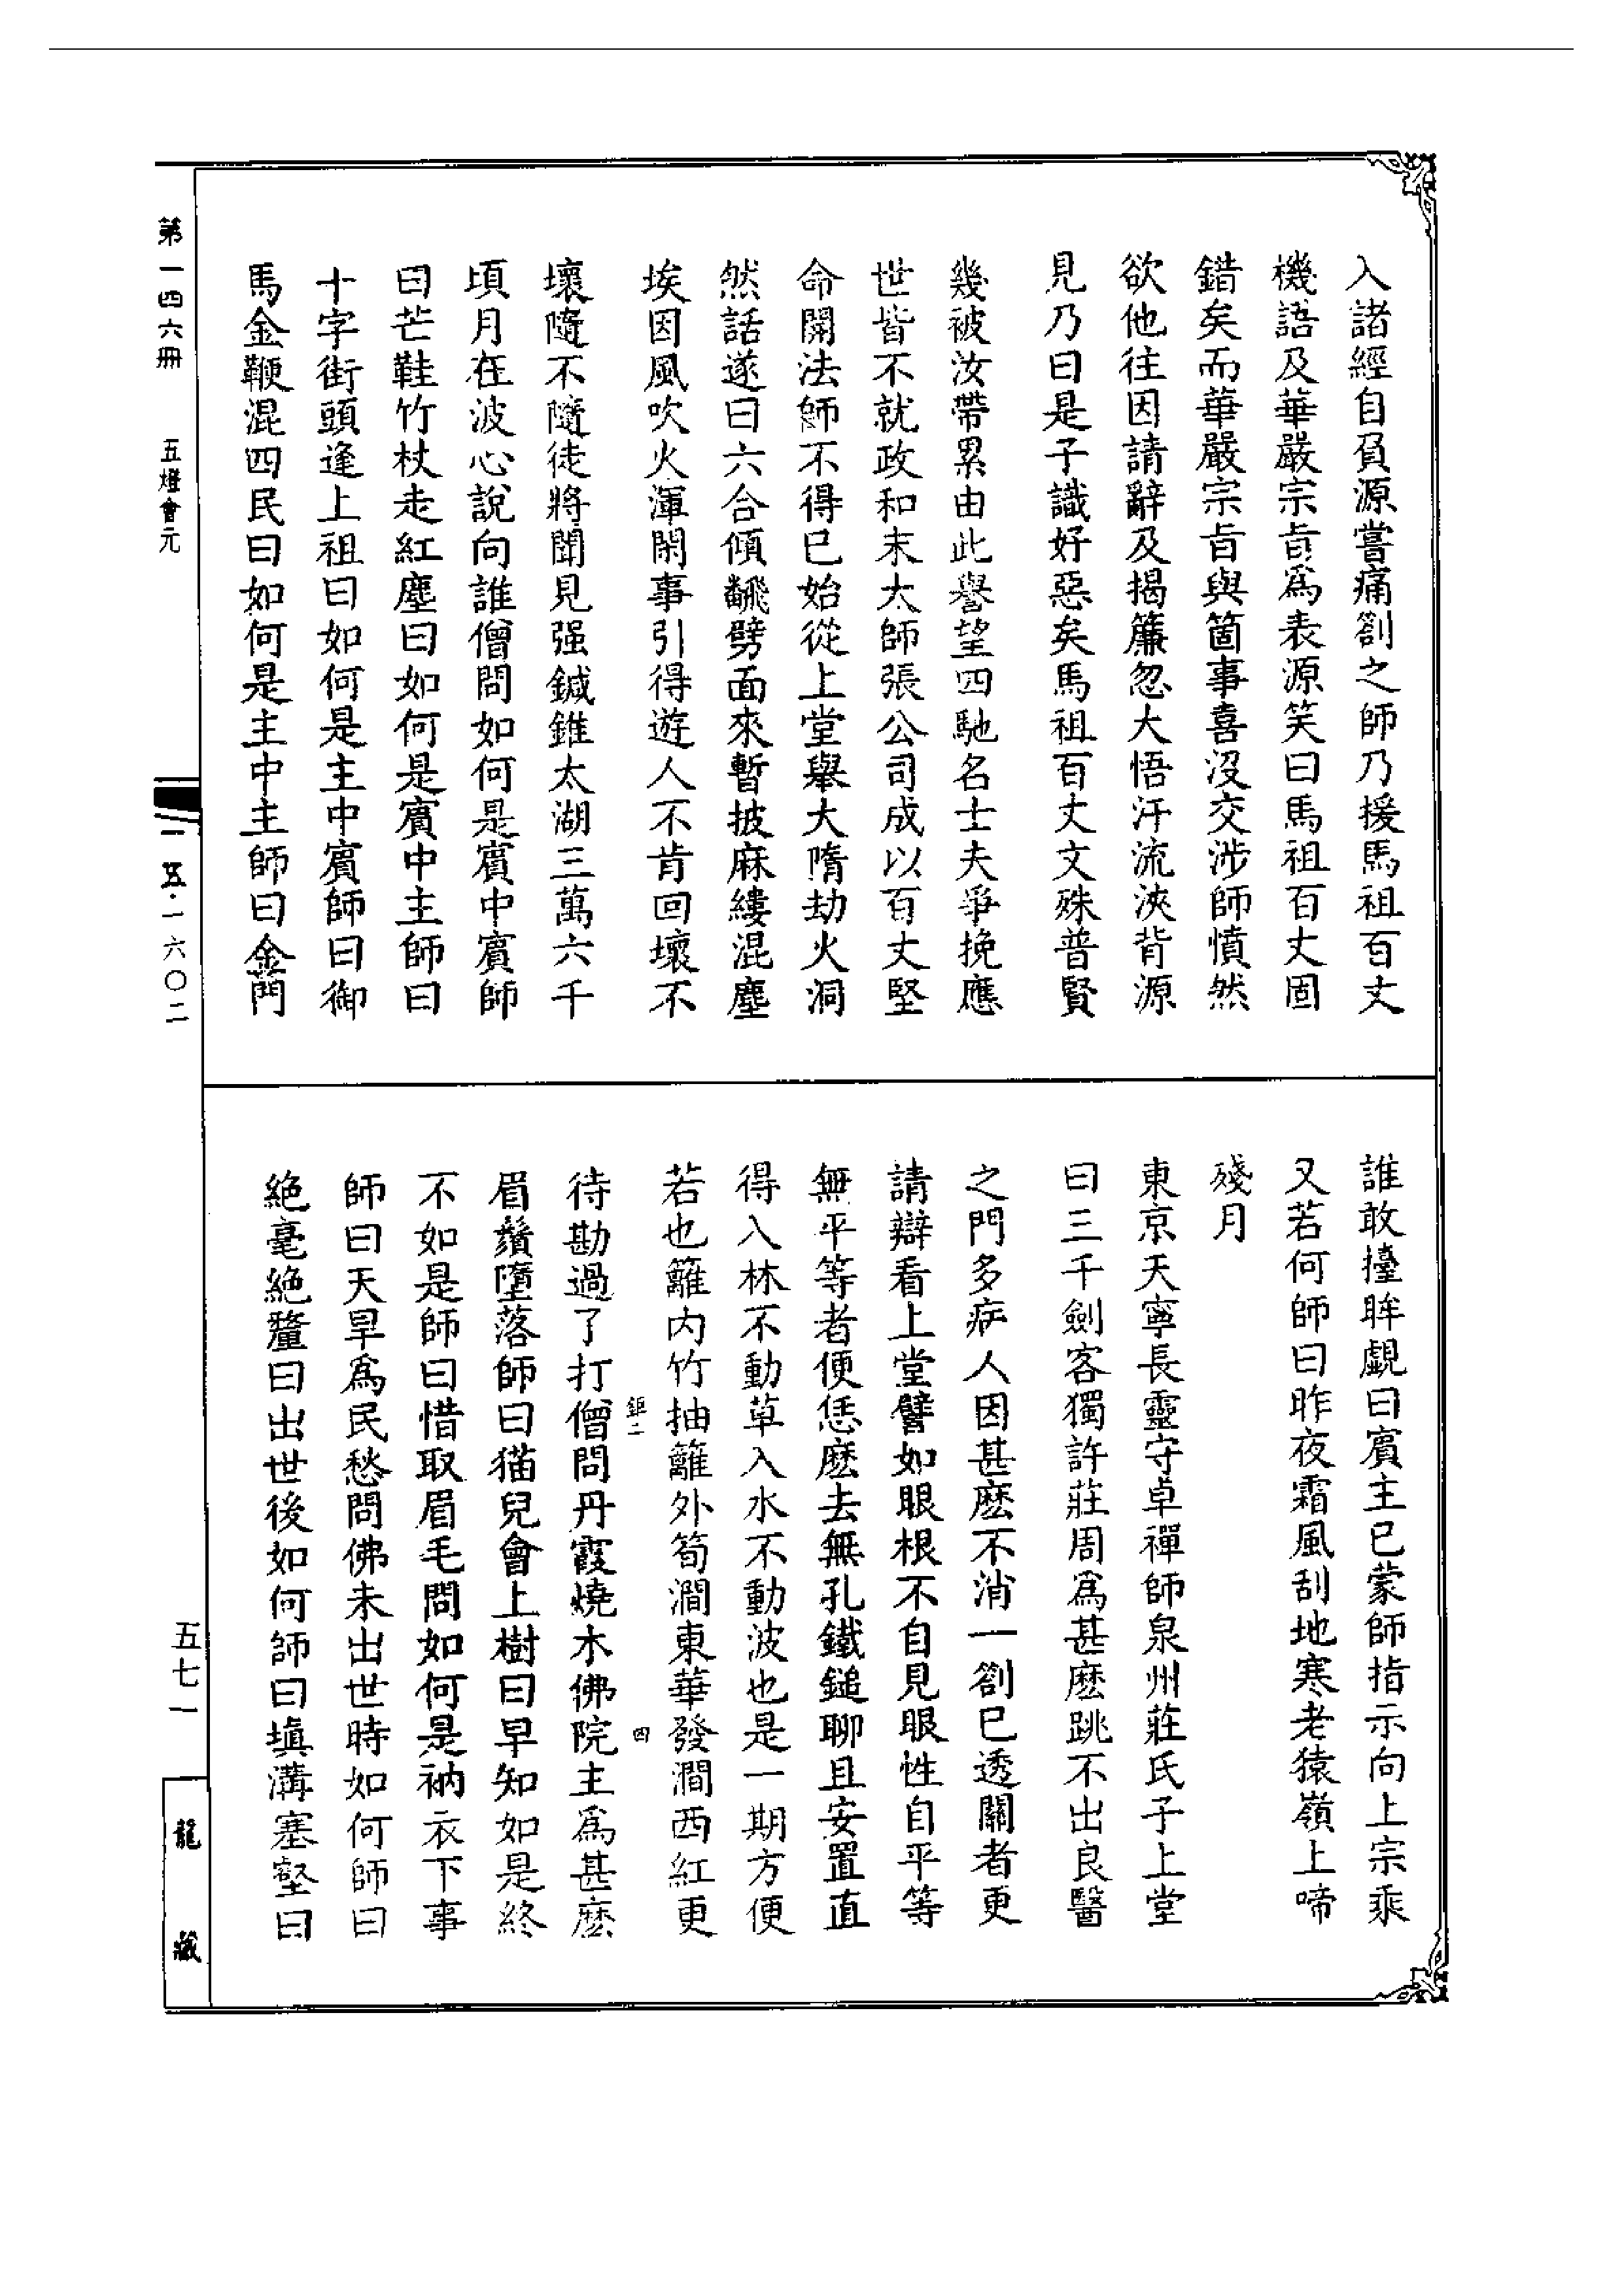 入諸經自負源嘗痛劄之師乃援馬祖百丈
機語及華嚴宗旨爲表源笑曰馬祖百丈固
錯矣而華嚴宗旨與箇事喜沒交涉師憤然
欲他往因請辭及揭簾忽大悟汗流浹背源
見乃曰是子識好惡矣馬祖百丈文殊普賢
幾被汝帶累由此譽望四馳名士夫爭挽應
世皆不就政和末太師張公司成以百丈堅
命開法師不得已始從上堂舉大隋劫火洞
然話遂曰六合傾翻劈面來暫披麻縷混塵
埃因風吹火渾閑事引得遊人不肯回壞不
壞隨不隨徒將聞見强鍼錐太湖三萬六千
頃月在波心說向誰僧問如何是賓中賓師
曰芒鞋竹杖走紅塵曰如何是賓中主師曰
十字街頭逢上祖曰如何是主中賓師曰御
馬金鞭混四民曰如何是主中主師曰金門
誰敢擡眸覷曰賓主已蒙師指示向上宗乘
又若何師曰昨夜霜風刮地寒老猿嶺上啼
殘月
東京天寧長靈守卓禪師泉州莊氏子上堂
曰三千劍客獨許莊周爲甚麽跳不出良醫
之門多病人因甚麽不消一劄已透關者更
請辯看上堂譬如眼根不自見眼性自平等
無平等者便恁麽去無孔鐵鎚聊且安置直
得入林不動草入水不動波也是一期方便
若也籬內竹抽籬外筍澗東華發澗西紅更
鉅二
四
待勘過了打僧問丹霞燒木佛院主爲甚麽
眉鬚墮落師曰猫兒會上樹曰早知如是終
不如是師曰惜取眉毛問如何是衲衣下事
師曰天旱爲民愁問佛未出世時如何師曰
絶毫絶釐曰出世後如何師曰填溝塞壑曰
第一四六冊
五燈會元
一五·一六〇二
五七一
龍藏